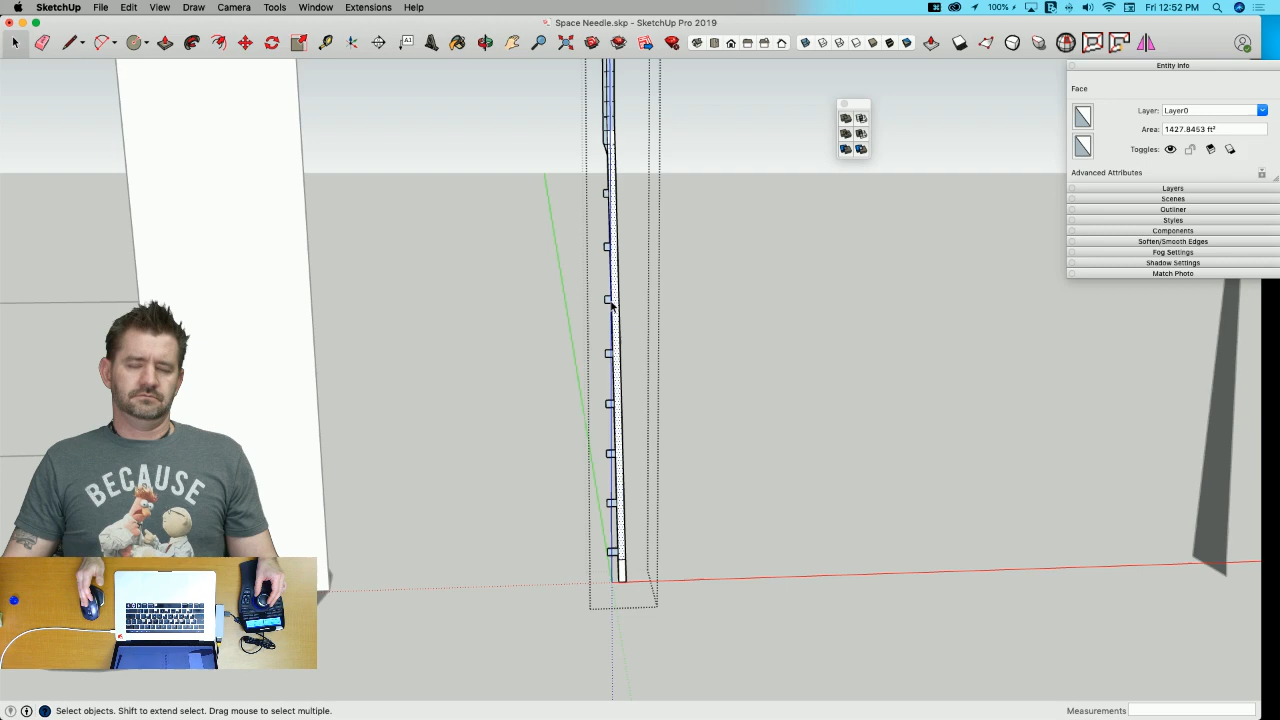 SketchUp File Edit View Draw Camera Tools Window Extensions Help
100% Fri 12:52 PM
Space Needle.skp - SketchUp Pro 2019
Entity Info
Face
Layer: Layer0
Area: 1427.8453 ft²
Toggles:
Advanced Attributes
Layers
Scenes
Outliner
Styles
Components
Soften/Smooth Edges
Fog Settings
Shadow Settings
Match Photo
BECAUSE
Select objects. Shift to extend select. Drag mouse to select multiple.
Measurements